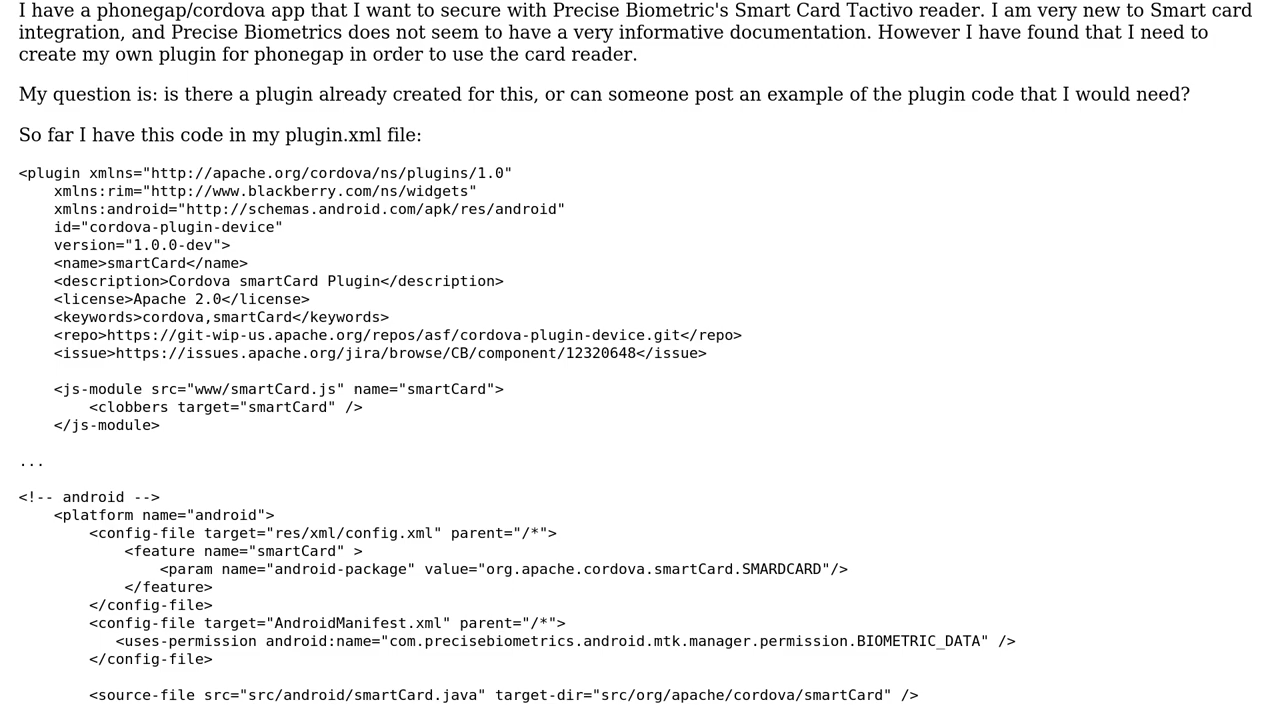 I have a phonegap/cordova app that I want to secure with Precise Biometric's Smart Card Tactivo reader. I am very new to Smart card
integration, and Precise Biometrics does not seem to have a very informative documentation. However I have found that I need to
create my own plugin for phonegap in order to use the card reader.
My question is: is there a plugin already created for this, or can someone post an example of the plugin code that I would need?
So far I have this code in my plugin.xml file:
<plugin xmlns="http://apache.org/cordova/ns/plugins/1.0"
    xmlns:rim="http://www.blackberry.com/ns/widgets"
    xmlns:android="http://schemas.android.com/apk/res/android"
    id="cordova-plugin-device"
    version="1.0.0-dev">
    <name>smartCard</name>
    <description>Cordova smartCard Plugin</description>
    <license>Apache 2.0</license>
    <keywords>cordova,smartCard</keywords>
    <repo>https://git-wip-us.apache.org/repos/asf/cordova-plugin-device.git</repo>
    <issue>https://issues.apache.org/jira/browse/CB/component/12320648</issue>
    <js-module src="www/smartCard.js" name="smartCard">
        <clobbers target="smartCard" />
    </js-module>
...
<!-- android -->
    <platform name="android">
        <config-file target="res/xml/config.xml" parent="/*">
            <feature name="smartCard" >
                <param name="android-package" value="org.apache.cordova.smartCard.SMARDCARD"/>
            </feature>
        </config-file>
        <config-file target="AndroidManifest.xml" parent="/*">
           <uses-permission android:name="com.precisebiometrics.android.mtk.manager.permission.BIOMETRIC_DATA" />
        </config-file>
        <source-file src="src/android/smartCard.java" target-dir="src/org/apache/cordova/smartCard" />